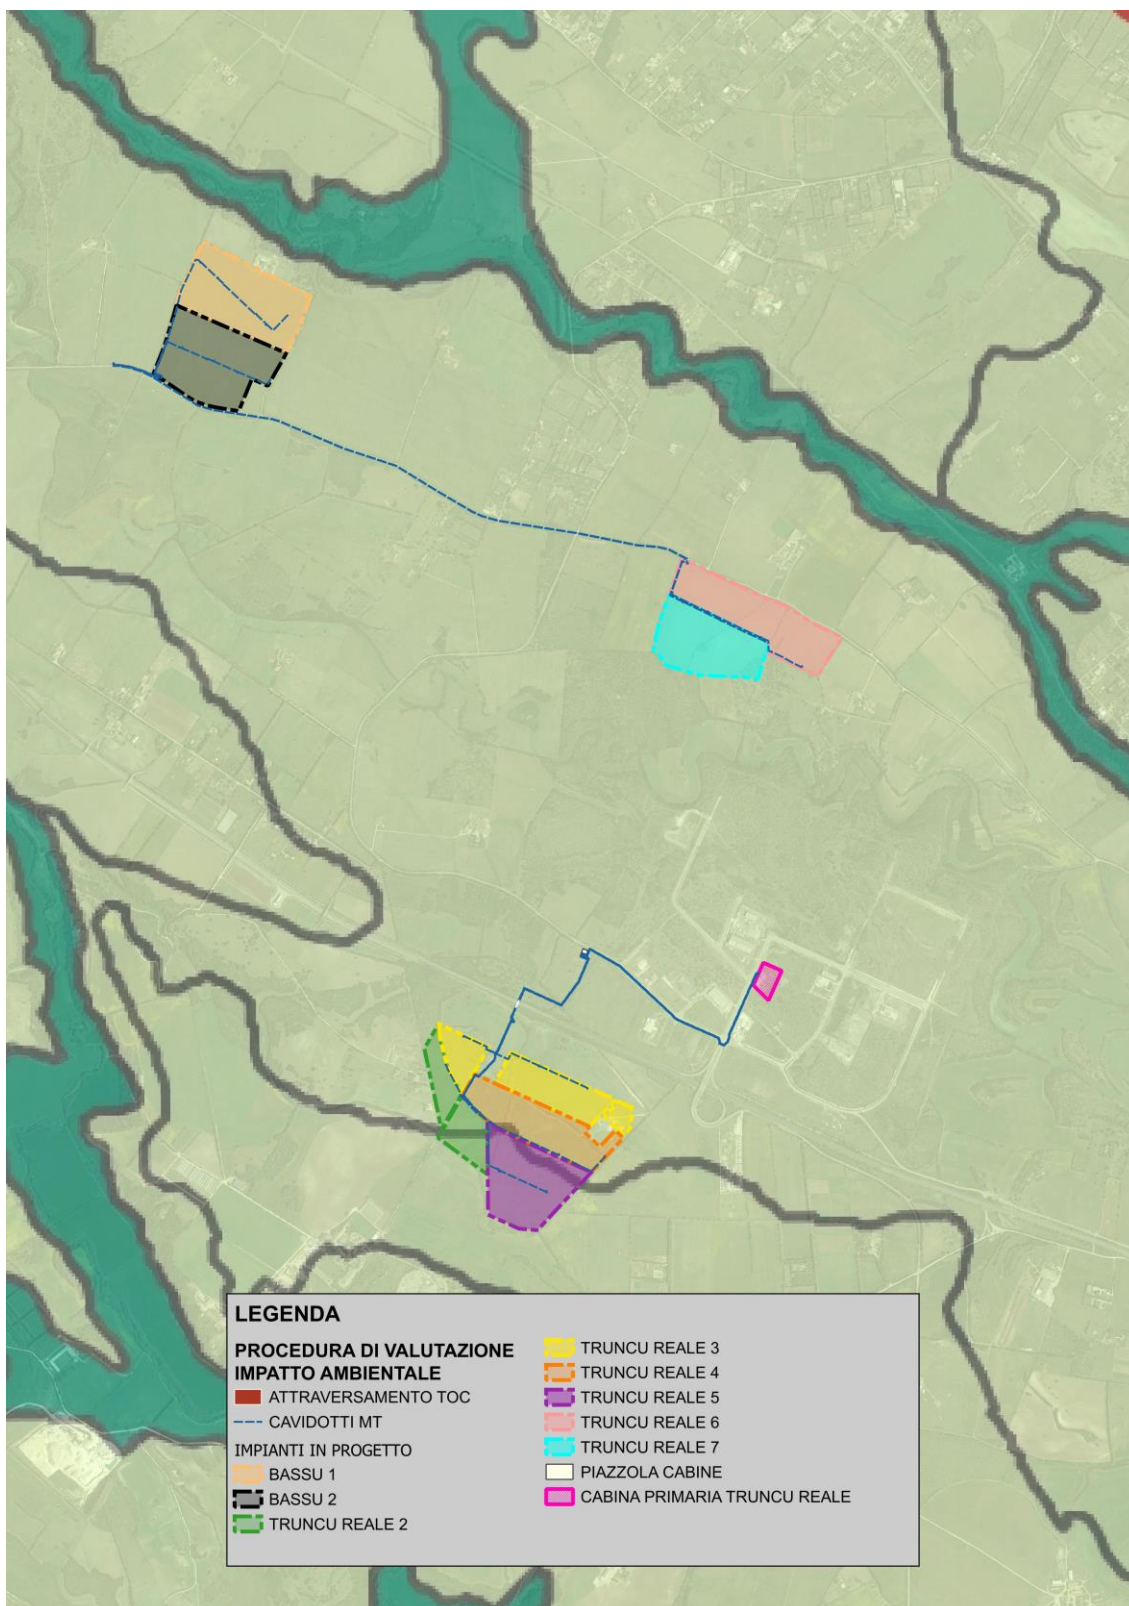 LEGENDA
PROCEDURA DI VALUTAZIONE
IMPATTO AMBIENTALE
ATTRAVERSAMENTO TOC
CAVIDOTTI MT
IMPIANTI IN PROGETTO
BASSU 1
BASSU 2
TRUNCU REALE 2
TRUNCU REALE 3
TRUNCU REALE 4
TRUNCU REALE 5
TRUNCU REALE 6
TRUNCU REALE 7
PIAZZOLA CABINE
CABINA PRIMARIA TRUNCU REALE